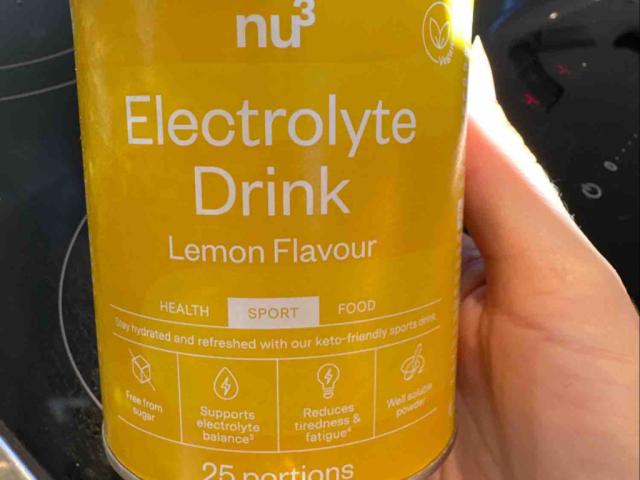 nu³
Vegan
Electrolyte
Drink
Lemon Flavour
HEALTH SPORT FOOD
Stay hydrated and refreshed with our keto-friendly sports drink
Free from
sugar
Supports
electrolyte
balance³
Reduces
tiredness &
fatigue⁴
Well soluble
powder
25 portions